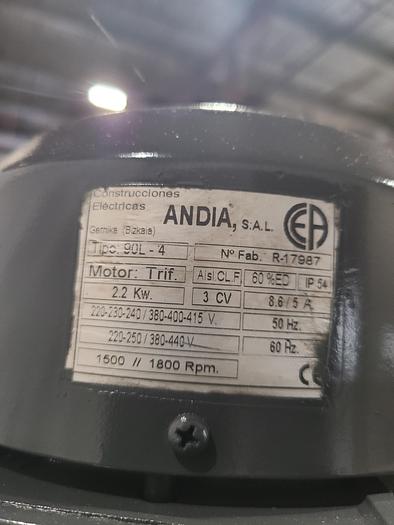 Construcciones
Eléctricas ANDIA, S.A.L. CEA
Gernika (Bizkaia)
Tipo: 90L - 4 Nº Fab. R-17987
Motor: Trif. Aisl CL.F 60 %ED IP 54
2.2 Kw. 3 CV 8.6 / 5 A
220-230-240 / 380-400-415 V. 50 Hz.
220-250 / 380-440 V. 60 Hz.
1500 // 1800 Rpm. CE